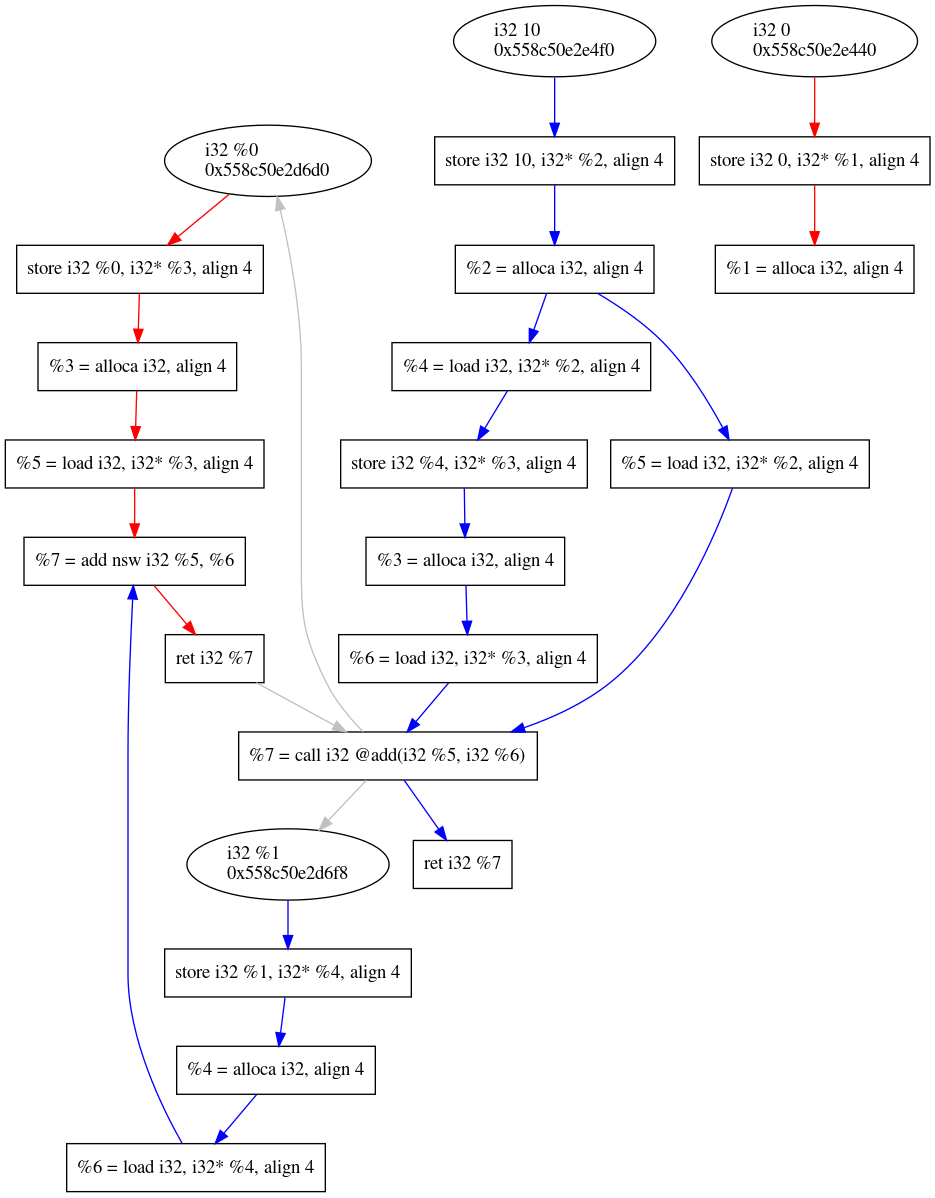 i32 10
0x558c50e2e4f0
i32 0
0x558c50e2e440
i32 %0
0x558c50e2d6d0
store i32 10, i32* %2, align 4
store i32 0, i32* %1, align 4
store i32 %0, i32* %3, align 4
%2 = alloca i32, align 4
%1 = alloca i32, align 4
%3 = alloca i32, align 4
%4 = load i32, i32* %2, align 4
%5 = load i32, i32* %3, align 4
store i32 %4, i32* %3, align 4
%5 = load i32, i32* %2, align 4
%7 = add nsw i32 %5, %6
%3 = alloca i32, align 4
ret i32 %7
%6 = load i32, i32* %3, align 4
%7 = call i32 @add(i32 %5, i32 %6)
i32 %1
0x558c50e2d6f8
ret i32 %7
store i32 %1, i32* %4, align 4
%4 = alloca i32, align 4
%6 = load i32, i32* %4, align 4